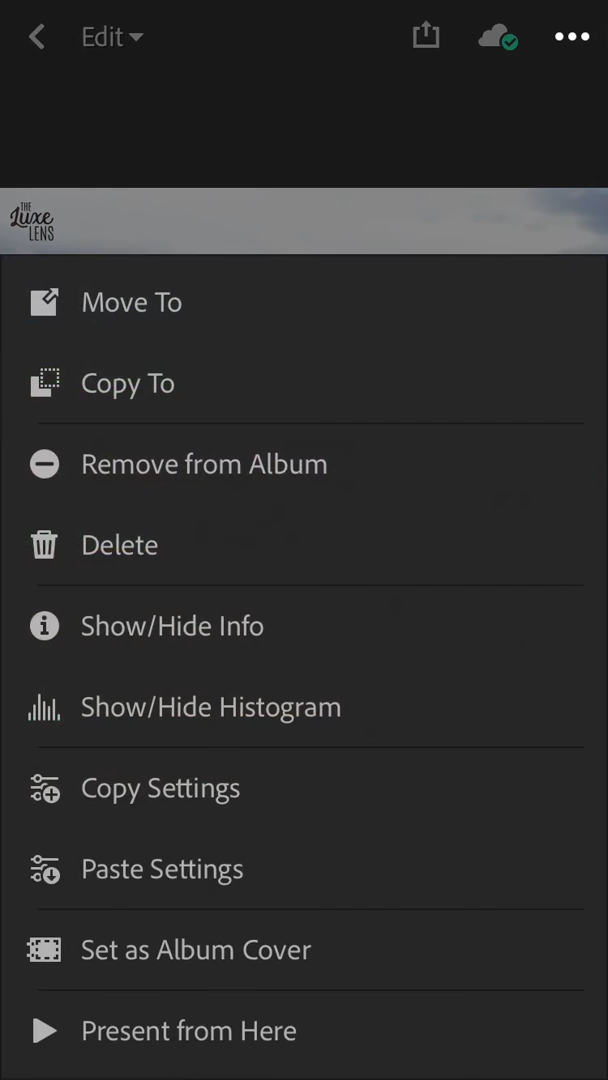 Edit
THE
Luxe
LENS
Move To
Copy To
Remove from Album
Delete
Show/Hide Info
Show/Hide Histogram
Copy Settings
Paste Settings
Set as Album Cover
Present from Here